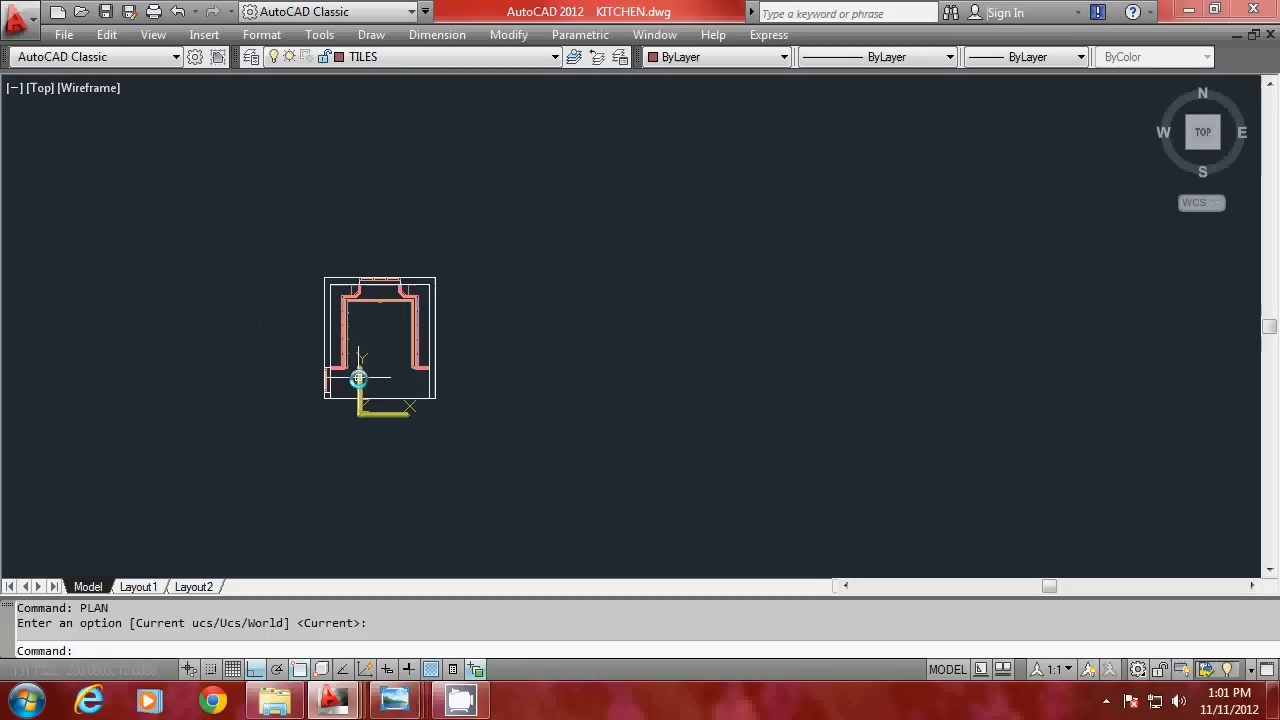 AutoCAD Classic
AutoCAD 2012 KITCHEN.dwg
Type a keyword or phrase
Sign In
File Edit View Insert Format Tools Draw Dimension Modify Parametric Window Help Express
AutoCAD Classic
TILES
ByLayer
ByLayer
ByLayer
ByColor
[−] [Top] [Wireframe]
N
W TOP E
S
WCS
Y
X
Model Layout1 Layout2
Command: PLAN
Enter an option [Current ucs/Ucs/World] <Current>:
Command:
MODEL
1:1
1:01 PM
11/11/2012